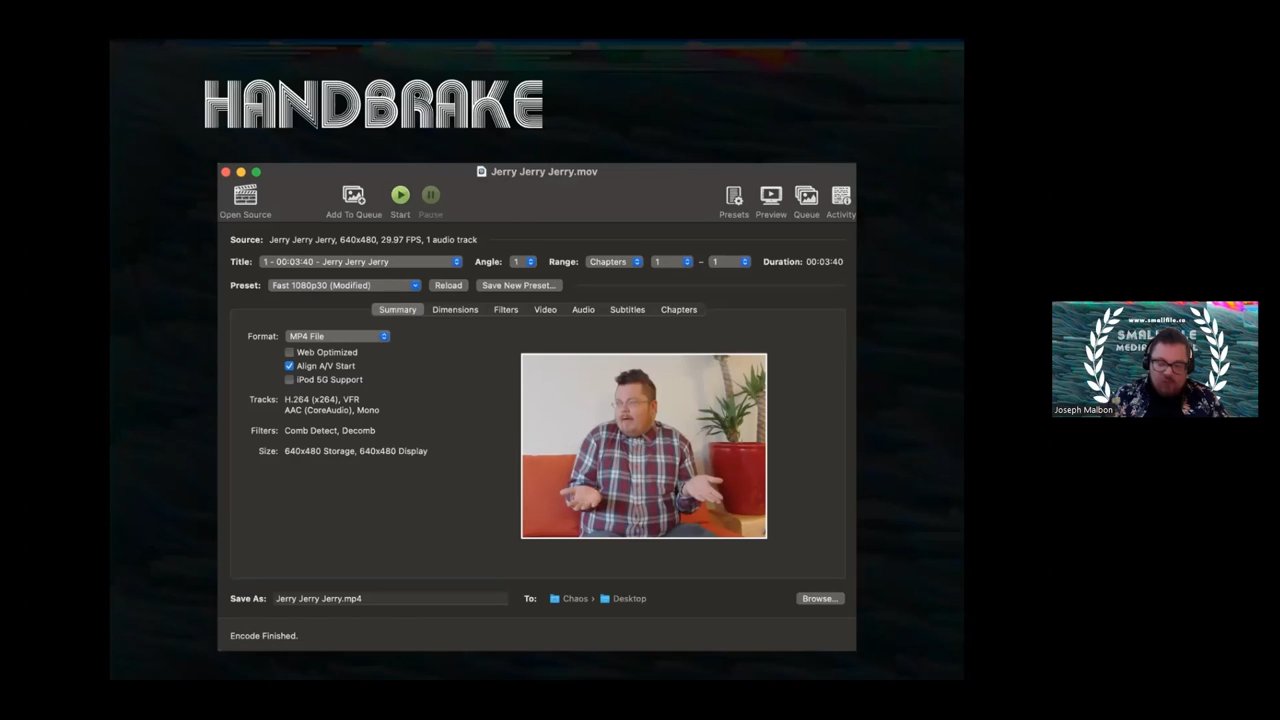 HANDBRAKE
Jerry Jerry Jerry.mov
Open Source Add To Queue Start Pause Presets Preview Queue Activity
Source: Jerry Jerry Jerry, 640x480, 29.97 FPS, 1 audio track
Title: 1 - 00:03:40 - Jerry Jerry Jerry Angle: 1 Range: Chapters 1 – 1 Duration: 00:03:40
Preset: Fast 1080p30 (Modified) Reload Save New Preset...
Summary Dimensions Filters Video Audio Subtitles Chapters
Format: MP4 File
Web Optimized
Align A/V Start
iPod 5G Support
Tracks: H.264 (x264), VFR
AAC (CoreAudio), Mono
Filters: Comb Detect, Decomb
Size: 640x480 Storage, 640x480 Display
Save As: Jerry Jerry Jerry.mp4 To: Chaos › Desktop Browse...
Encode Finished.
www.smallfile.ca
Joseph Malbon